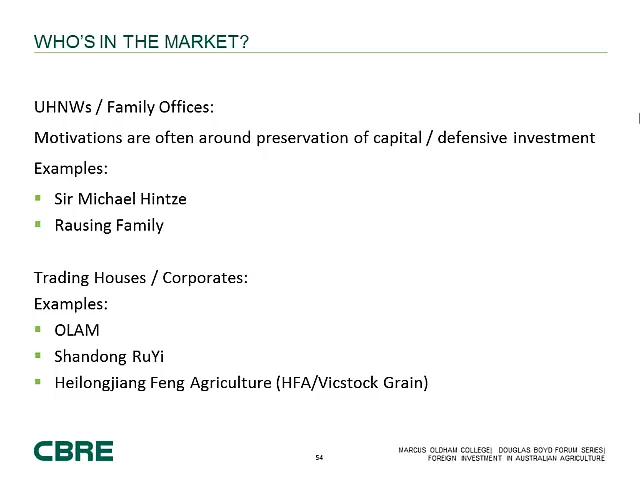 WHO'S IN THE MARKET?
UHNWs / Family Offices:
Motivations are often around preservation of capital / defensive investment
Examples:
Sir Michael Hintze
Rausing Family
Trading Houses / Corporates:
Examples:
OLAM
Shandong RuYi
Heilongjiang Feng Agriculture (HFA/Vicstock Grain)
CBRE
54
MARCUS OLDHAM COLLEGE| DOUGLAS BOYD FORUM SERIES|
FOREIGN INVESTMENT IN AUSTRALIAN AGRICULTURE